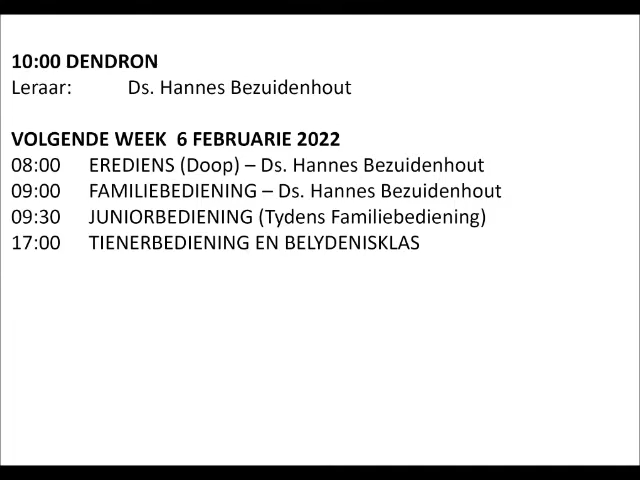 10:00 DENDRON
Leraar: Ds. Hannes Bezuidenhout
VOLGENDE WEEK 6 FEBRUARIE 2022
08:00 EREDIENS (Doop) – Ds. Hannes Bezuidenhout
09:00 FAMILIEBEDIENING – Ds. Hannes Bezuidenhout
09:30 JUNIORBEDIENING (Tydens Familiebediening)
17:00 TIENERBEDIENING EN BELYDENISKLAS